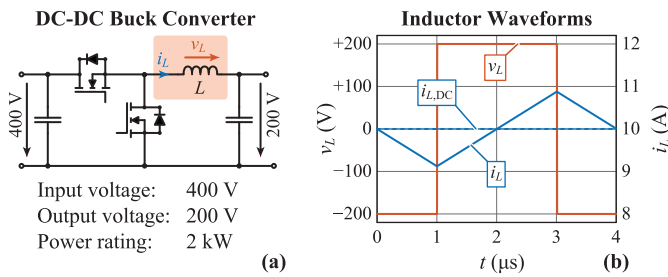 DC-DC Buck Converter
v_L
i_L
L
400 V
200 V
Input voltage: 400 V
Output voltage: 200 V
Power rating: 2 kW
(a)
Inductor Waveforms
+200
+100
0
−100
−200
v_L (V)
v_L
i_L,DC
i_L
12
11
10
9
8
i_L (A)
0 1 2 3 4
t (μs)
(b)